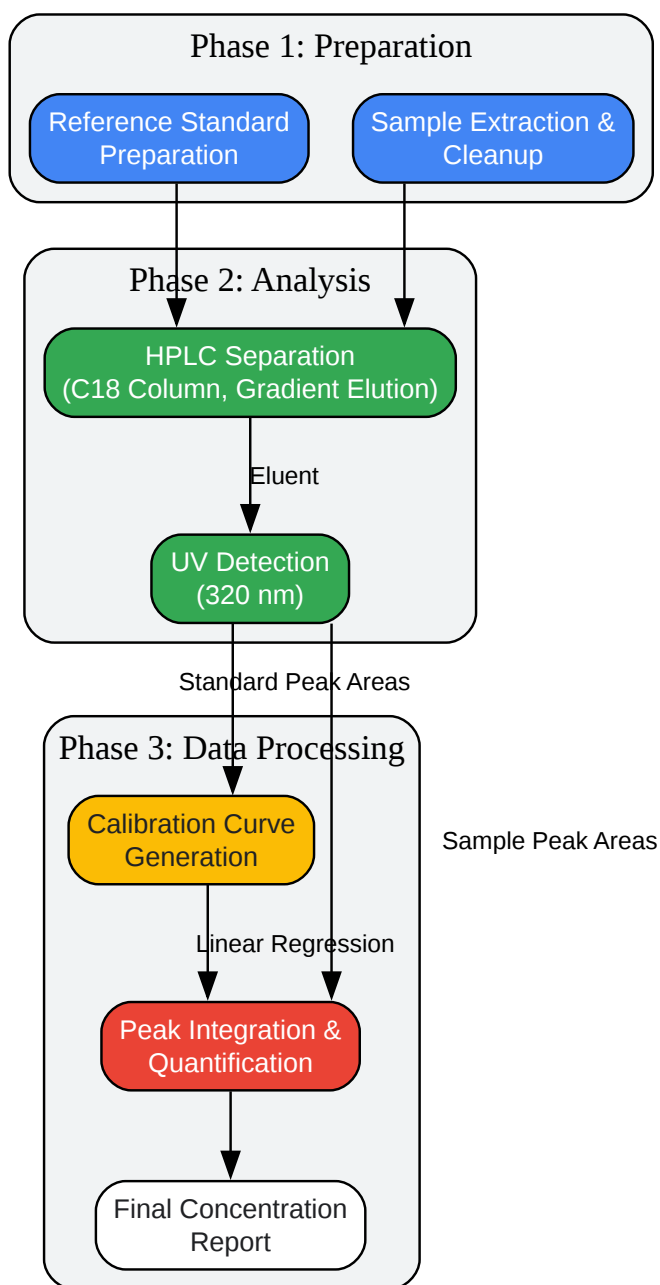 Phase 1: Preparation
Reference Standard
Preparation
Sample Extraction &
Cleanup
Phase 2: Analysis
HPLC Separation
(C18 Column, Gradient Elution)
Eluent
UV Detection
(320 nm)
Standard Peak Areas
Phase 3: Data Processing
Calibration Curve
Generation
Sample Peak Areas
Linear Regression
Peak Integration &
Quantification
Final Concentration
Report